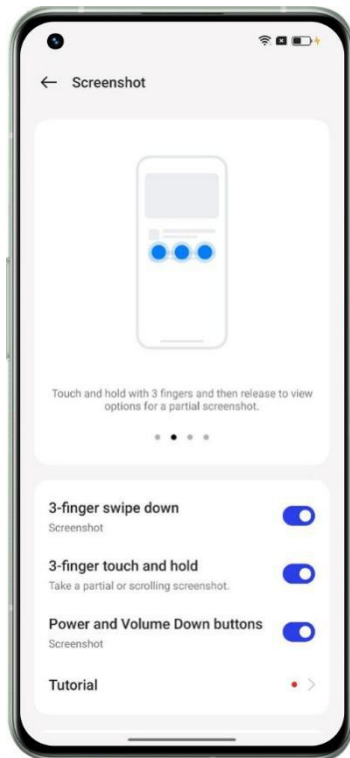 Screenshot
Touch and hold with 3 fingers and then release to view
options for a partial screenshot.
3-finger swipe down
Screenshot
3-finger touch and hold
Take a partial or scrolling screenshot.
Power and Volume Down buttons
Screenshot
Tutorial